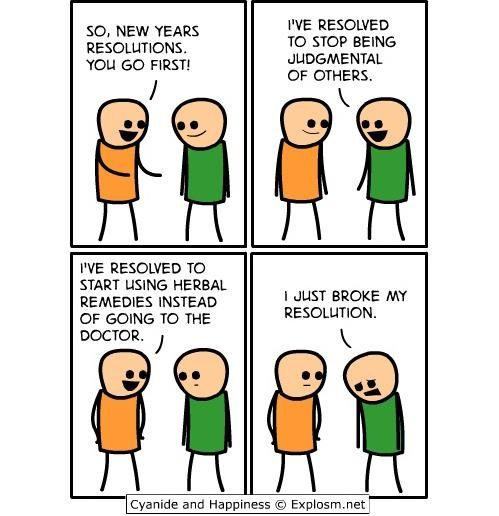 SO, NEW YEARS
RESOLUTIONS.
YOU GO FIRST!
I'VE RESOLVED
TO STOP BEING
JUDGMENTAL
OF OTHERS.
I'VE RESOLVED TO
START USING HERBAL
REMEDIES INSTEAD
OF GOING TO THE
DOCTOR.
I JUST BROKE MY
RESOLUTION.
Cyanide and Happiness © Explosm.net